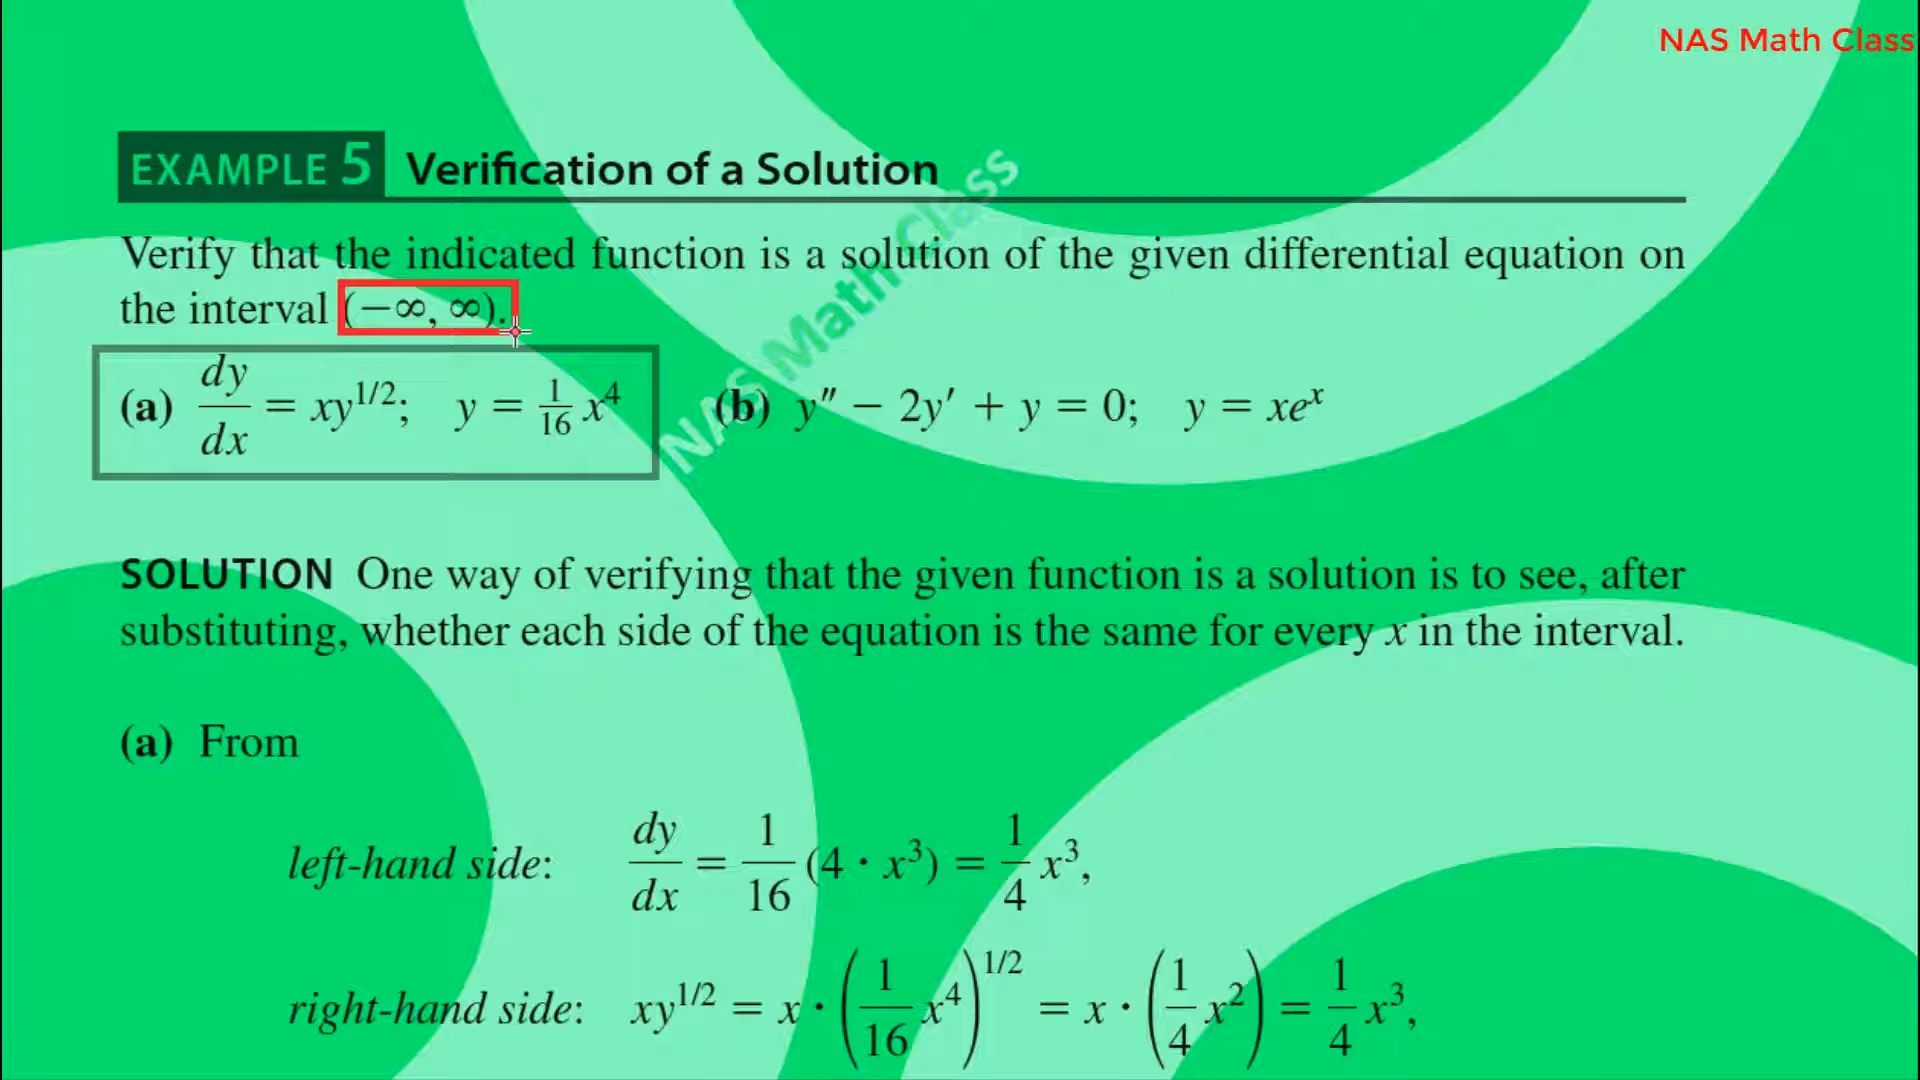 NAS Math Class
EXAMPLE 5 Verification of a Solution
Verify that the indicated function is a solution of the given differential equation on
the interval (−∞, ∞).
(a) dy/dx = xy^{1/2}; y = 1/16 x^4 (b) y″ − 2y′ + y = 0; y = xe^x
NAS Math Class
SOLUTION One way of verifying that the given function is a solution is to see, after
substituting, whether each side of the equation is the same for every x in the interval.
(a) From
left-hand side: dy/dx = 1/16 (4 · x^3) = 1/4 x^3,
right-hand side: xy^{1/2} = x · (1/16 x^4)^{1/2} = x · (1/4 x^2) = 1/4 x^3,